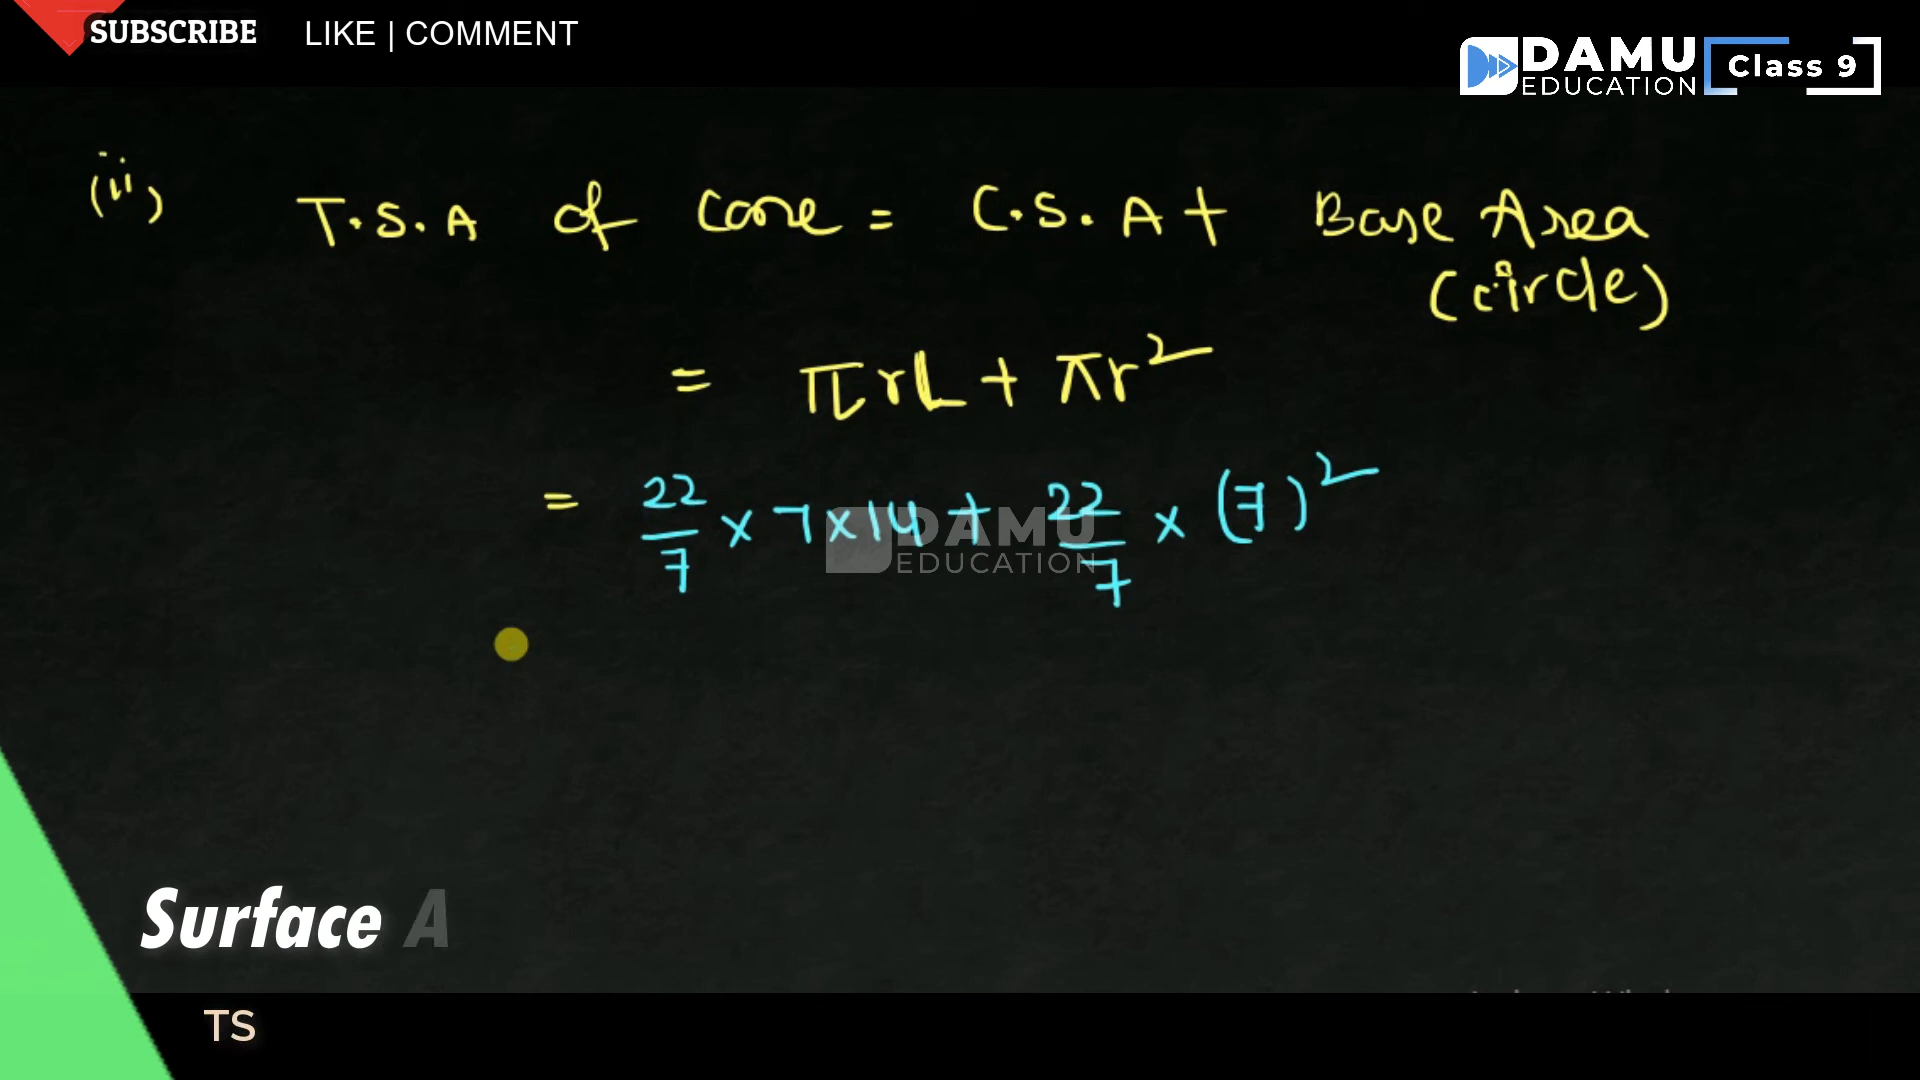 SUBSCRIBE LIKE | COMMENT
DAMU EDUCATION Class 9
(ii) T.S.A of Cone = C.S.A + Base Area
(circle)
= πrL + πr²
= 22/7 × 7 × 14 + 22/7 × (7)²
DAMU
EDUCATION
Surface A
TS